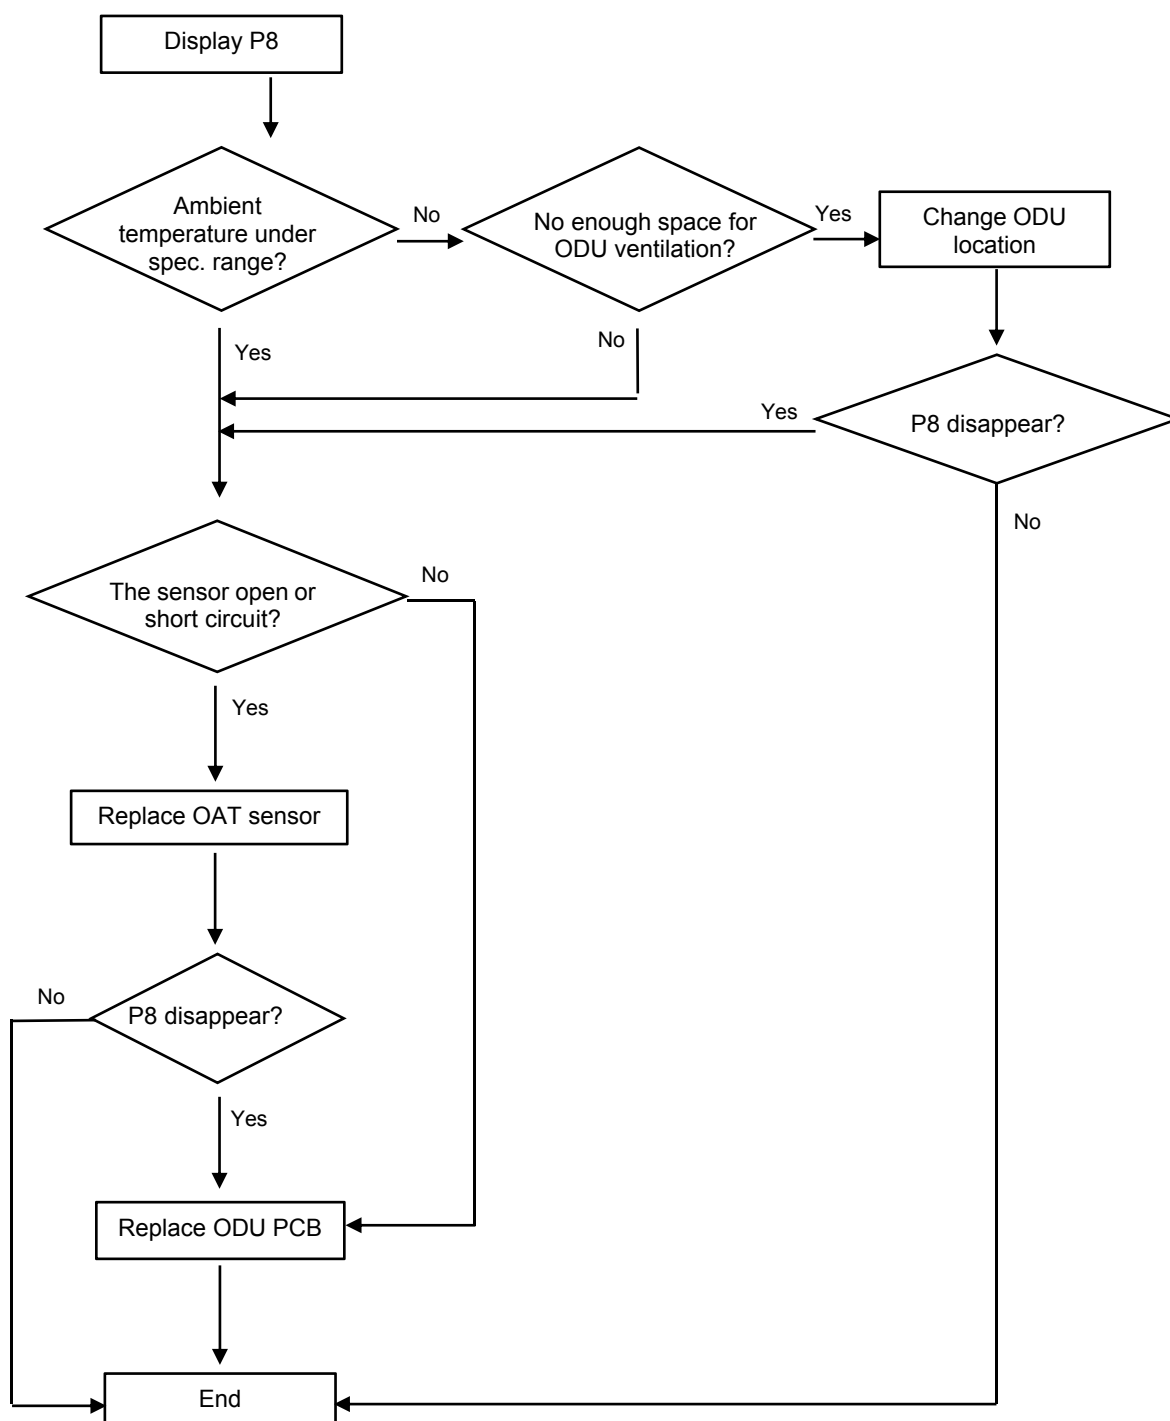 Display P8
Ambient
temperature under
spec. range?
No
No enough space for
ODU ventilation?
Yes
Change ODU
location
Yes
No
Yes
P8 disappear?
No
The sensor open or
short circuit?
No
Yes
Replace OAT sensor
No
P8 disappear?
Yes
Replace ODU PCB
End